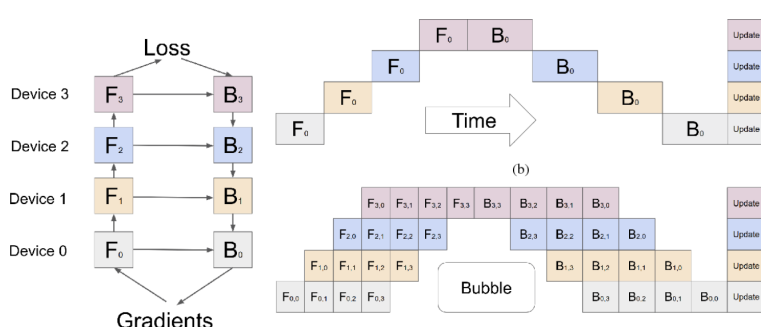 Loss
Device 3 F3 B3
Device 2 F2 B2
Device 1 F1 B1
Device 0 F0 B0
Gradients
F0 B0 Update
F0 B0 Update
F0 B0 Update
F0 Time B0 Update
(b)
F3,0 F3,1 F3,2 F3,3 B3,3 B3,2 B3,1 B3,0 Update
F2,0 F2,1 F2,2 F2,3 B2,3 B2,2 B2,1 B2,0 Update
F1,0 F1,1 F1,2 F1,3 B1,3 B1,2 B1,1 B1,0 Update
F0,0 F0,1 F0,2 F0,3 Bubble B0,3 B0,2 B0,1 B0,0 Update